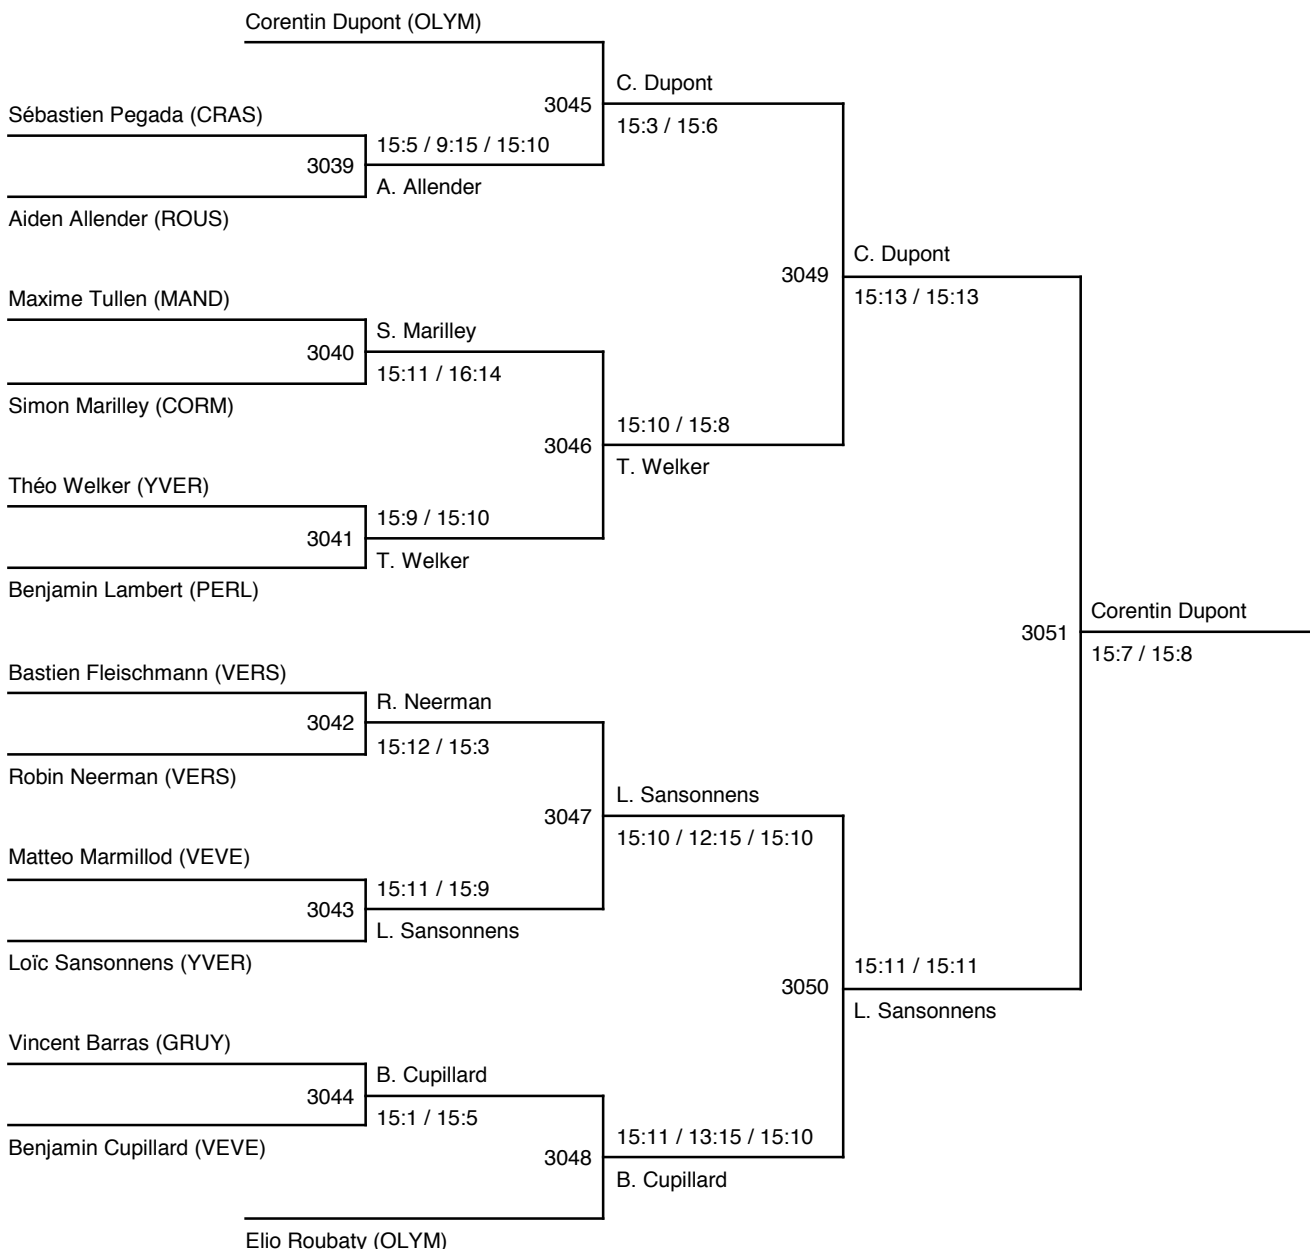 Corentin Dupont (OLYM)
C. Dupont
3045
15:3 / 15:6
Sébastien Pegada (CRAS)
15:5 / 9:15 / 15:10
3039
A. Allender
Aiden Allender (ROUS)
C. Dupont
3049
15:13 / 15:13
Maxime Tullen (MAND)
S. Marilley
3040
15:11 / 16:14
Simon Marilley (CORM)
15:10 / 15:8
3046
T. Welker
Théo Welker (YVER)
15:9 / 15:10
3041
T. Welker
Benjamin Lambert (PERL)
Corentin Dupont
3051
15:7 / 15:8
Bastien Fleischmann (VERS)
R. Neerman
3042
15:12 / 15:3
Robin Neerman (VERS)
L. Sansonnens
3047
15:10 / 12:15 / 15:10
Matteo Marmillod (VEVE)
15:11 / 15:9
3043
L. Sansonnens
Loïc Sansonnens (YVER)
15:11 / 15:11
3050
L. Sansonnens
Vincent Barras (GRUY)
B. Cupillard
3044
15:1 / 15:5
Benjamin Cupillard (VEVE)
15:11 / 13:15 / 15:10
3048
B. Cupillard
Elio Roubaty (OLYM)